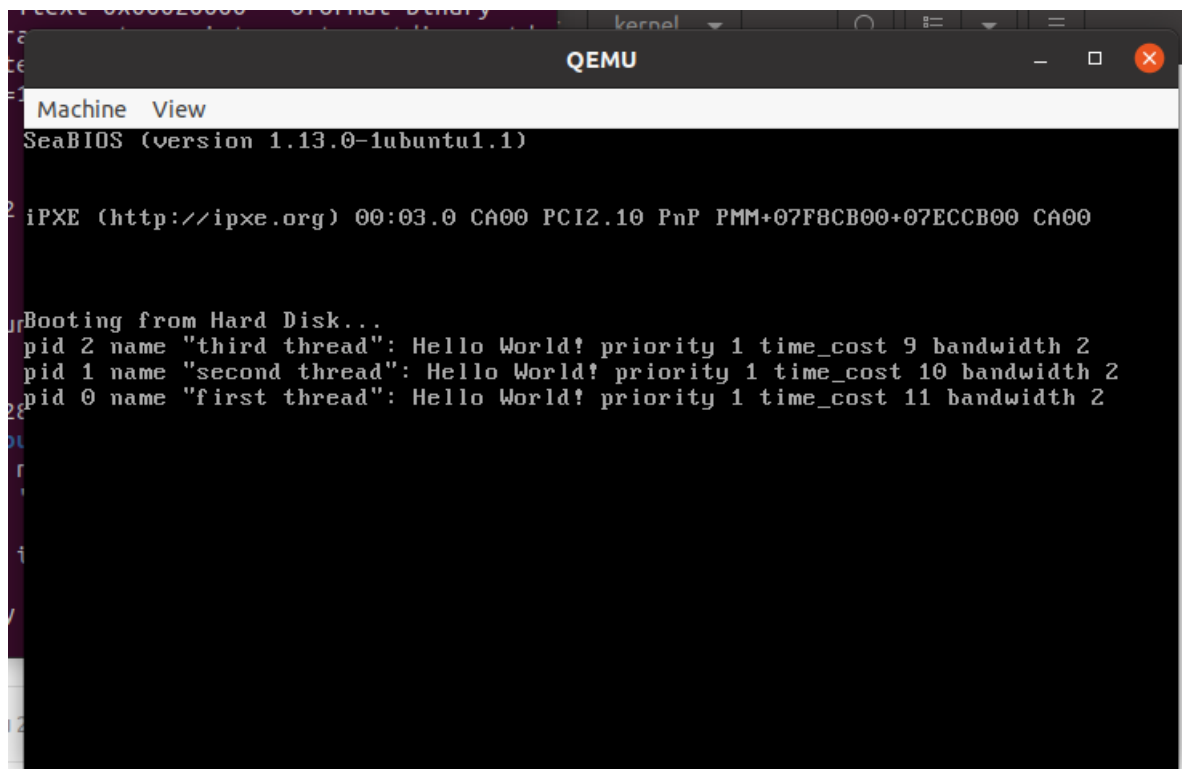 kernel
QEMU
Machine View
SeaBIOS (version 1.13.0-1ubuntu1.1)
iPXE (http://ipxe.org) 00:03.0 CA00 PCI2.10 PnP PMM+07F8CB00+07ECCB00 CA00
Booting from Hard Disk...
pid 2 name "third thread": Hello World! priority 1 time_cost 9 bandwidth 2
pid 1 name "second thread": Hello World! priority 1 time_cost 10 bandwidth 2
pid 0 name "first thread": Hello World! priority 1 time_cost 11 bandwidth 2